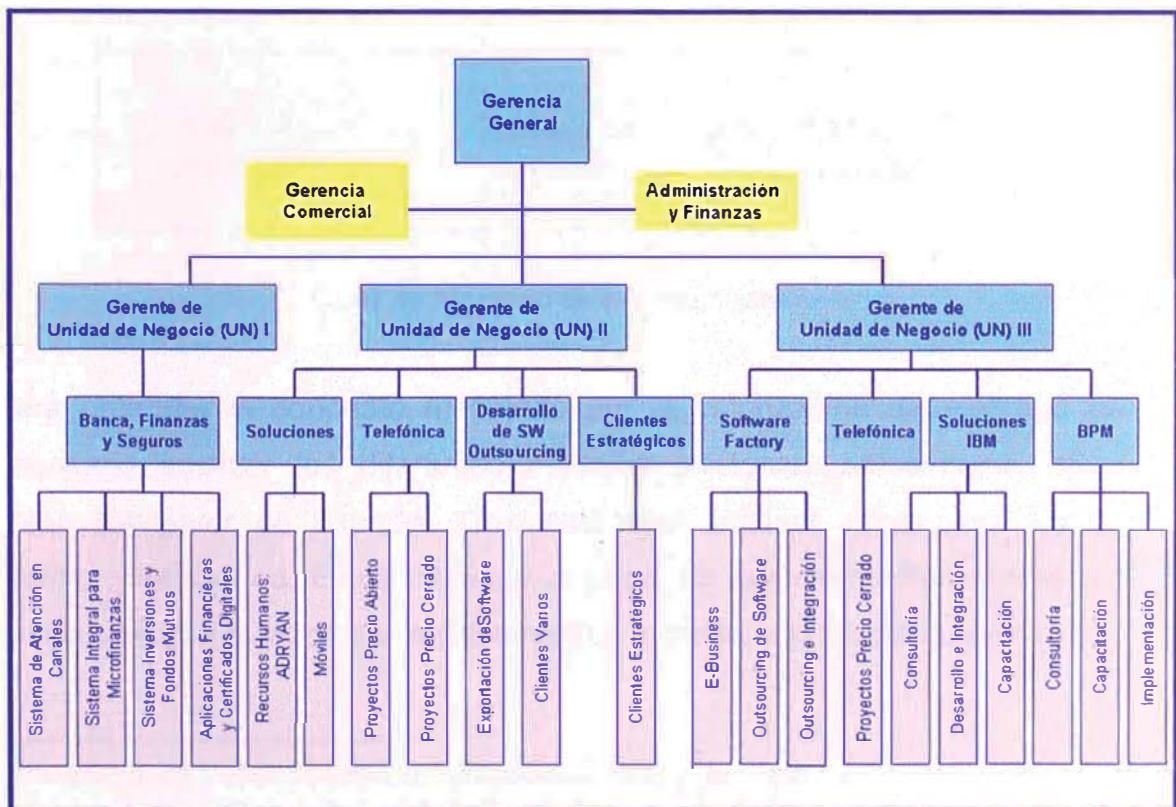 Gerencia
General
Gerencia
Comercial
Administración
y Finanzas
Gerente de
Unidad de Negocio (UN) I
Gerente de
Unidad de Negocio (UN) II
Gerente de
Unidad de Negocio (UN) III
Banca, Finanzas
y Seguros
Soluciones
Telefónica
Desarrollo
de SW
Outsourcing
Clientes
Estratégicos
Software
Factory
Telefónica
Soluciones
IBM
BPM
Sistema de Atención en
Canales
Sistema Integral para
Microfinanzas
Sistema Inversiones y
Fondos Mutuos
Aplicaciones Financieras
y Certificados Digitales
Recursos Humanos:
ADRYAN
Móviles
Proyectos Precio Abierto
Proyectos Precio Cerrado
Exportación de Software
Clientes Varios
Clientes Estratégicos
E-Business
Outsourcing de Software
Outsourcing e Integración
Proyectos Precio Cerrado
Consultoría
Desarrollo e Integración
Capacitación
Consultoría
Capacitación
Implementación